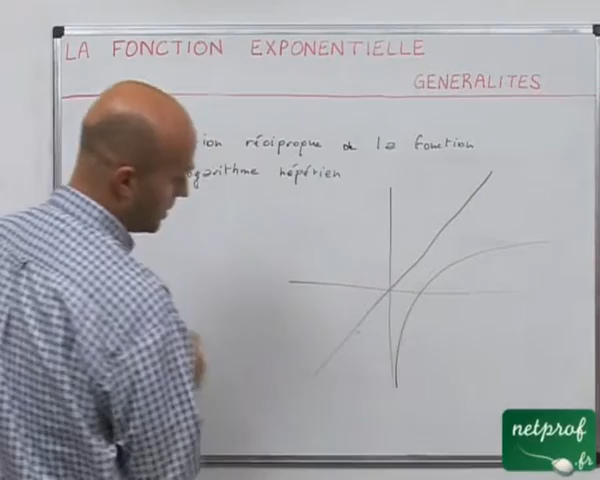 LA FONCTION EXPONENTIELLE
GENERALITES
ion réciproque de la fonction
ogarithme népérien
netprof
.fr